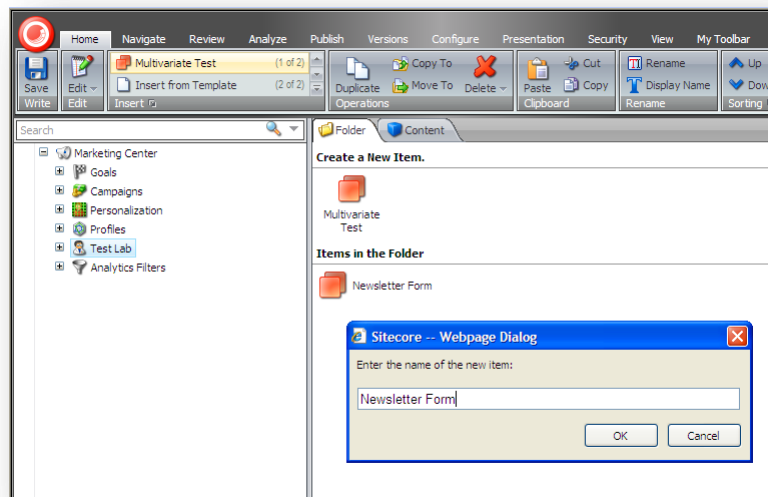 Home Navigate Review Analyze Publish Versions Configure Presentation Security View My Toolbar
Multivariate Test (1 of 2) Copy To Cut Rename Up
Save Edit Insert from Template (2 of 2) Duplicate Move To Delete Paste Copy Display Name Dow
Write Edit Insert Operations Clipboard Rename Sorting
Search
Folder Content
Marketing Center
Goals
Campaigns
Personalization
Profiles
Test Lab
Analytics Filters
Create a New Item.
Multivariate
Test
Items in the Folder
Newsletter Form
Sitecore -- Webpage Dialog
Enter the name of the new item:
Newsletter Form
OK Cancel